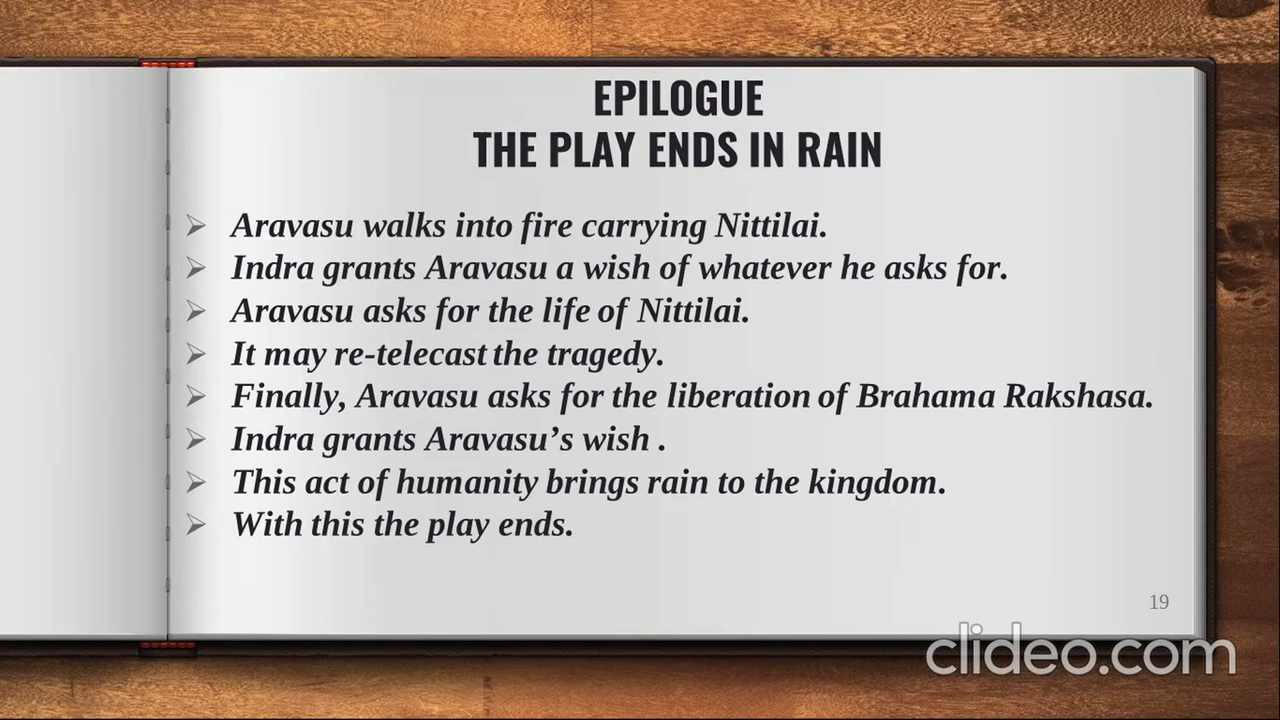 EPILOGUE
THE PLAY ENDS IN RAIN
Aravasu walks into fire carrying Nittilai.
Indra grants Aravasu a wish of whatever he asks for.
Aravasu asks for the life of Nittilai.
It may re-telecast the tragedy.
Finally, Aravasu asks for the liberation of Brahama Rakshasa.
Indra grants Aravasu’s wish .
This act of humanity brings rain to the kingdom.
With this the play ends.
19
clideo.com